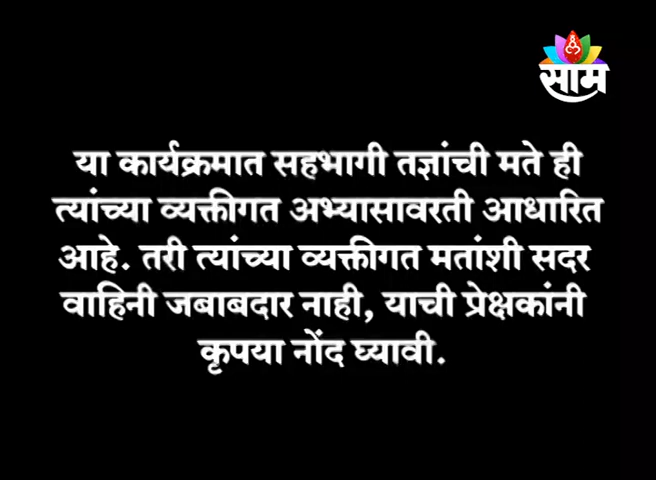 साम
या कार्यक्रमात सहभागी तज्ञांची मते ही
त्यांच्या व्यक्तीगत अभ्यासावरती आधारित
आहे. तरी त्यांच्या व्यक्तीगत मतांशी सदर
वाहिनी जबाबदार नाही, याची प्रेक्षकांनी
कृपया नोंद घ्यावी.